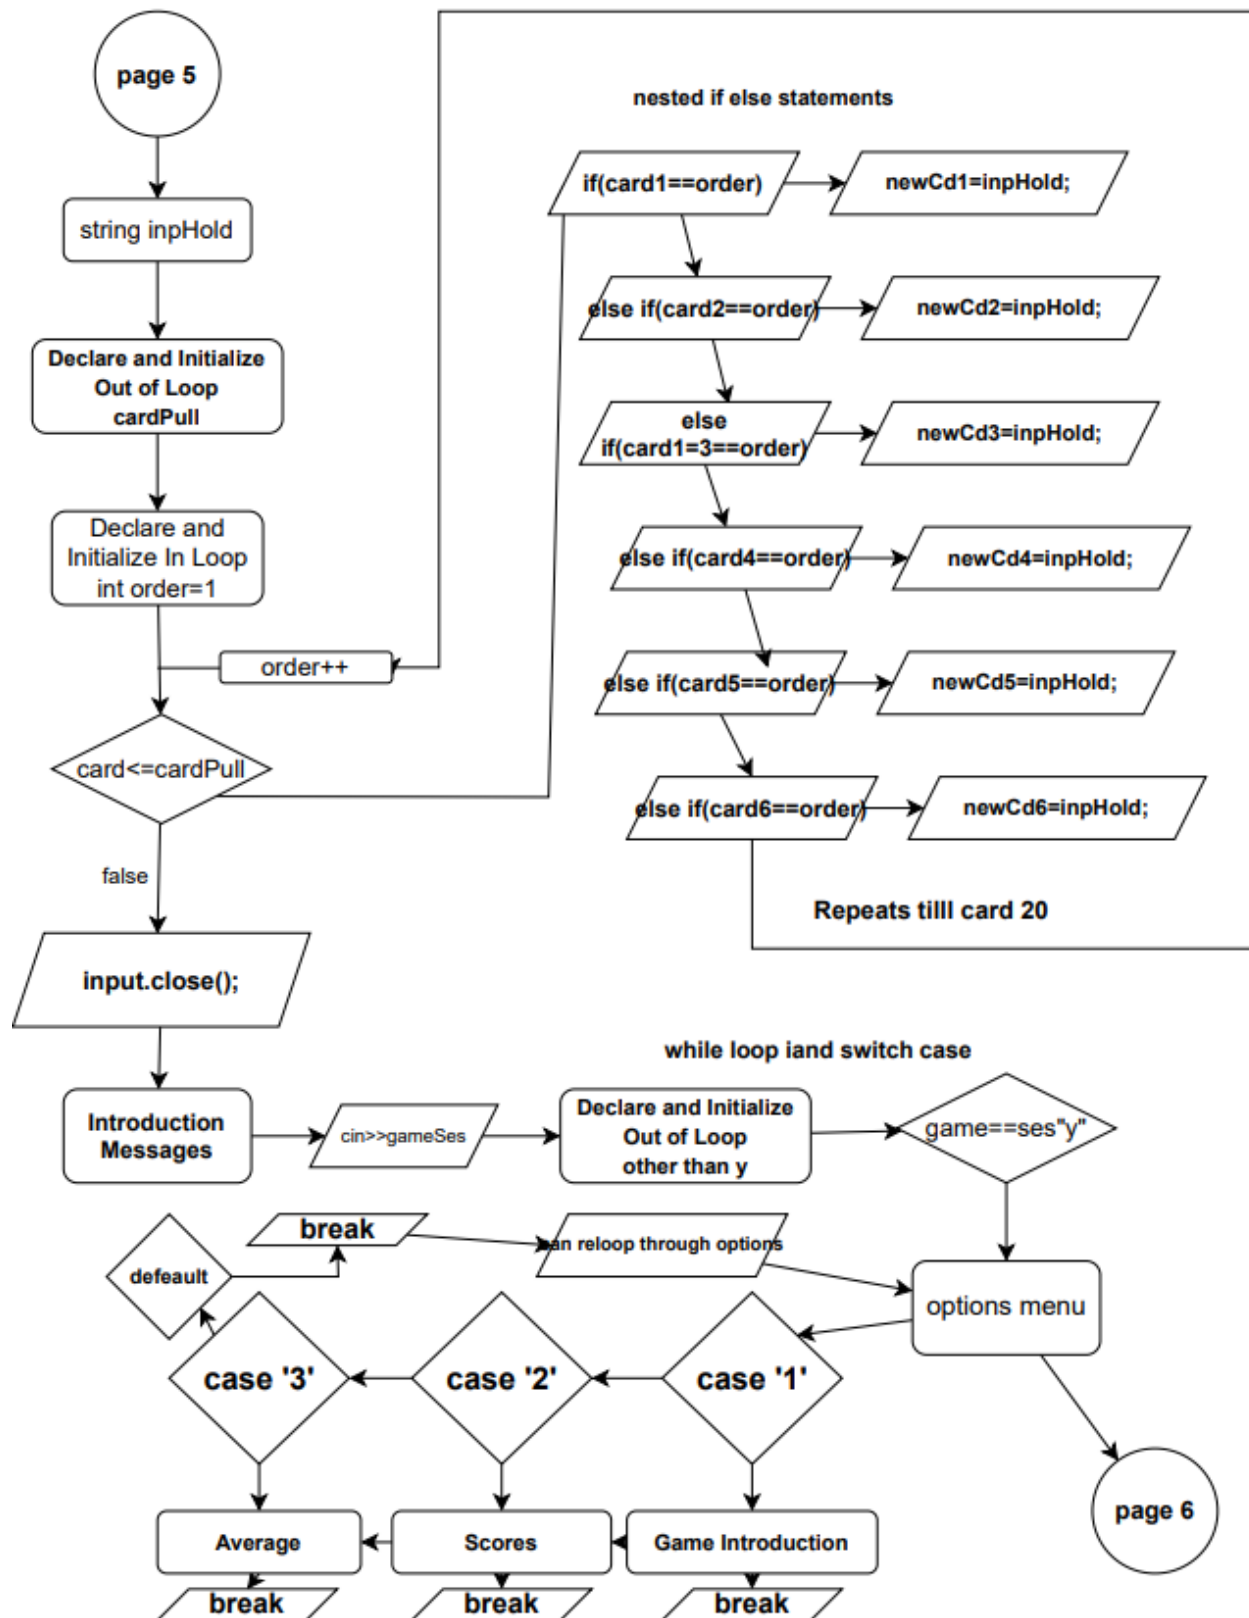 page 5
nested if else statements
if(card1==order)
newCd1=inpHold;
string inpHold
else if(card2==order)
newCd2=inpHold;
Declare and Initialize
Out of Loop
cardPull
else
if(card1=3==order)
newCd3=inpHold;
Declare and
Initialize In Loop
int order=1
else if(card4==order)
newCd4=inpHold;
order++
else if(card5==order)
newCd5=inpHold;
card<=cardPull
else if(card6==order)
newCd6=inpHold;
false
Repeats tilll card 20
input.close();
while loop iand switch case
Introduction
Messages
cin>>gameSes
Declare and Initialize
Out of Loop
other than y
game==ses"y"
break
can reloop through options
defeault
options menu
case '3'
case '2'
case '1'
page 6
Average
Scores
Game Introduction
break
break
break